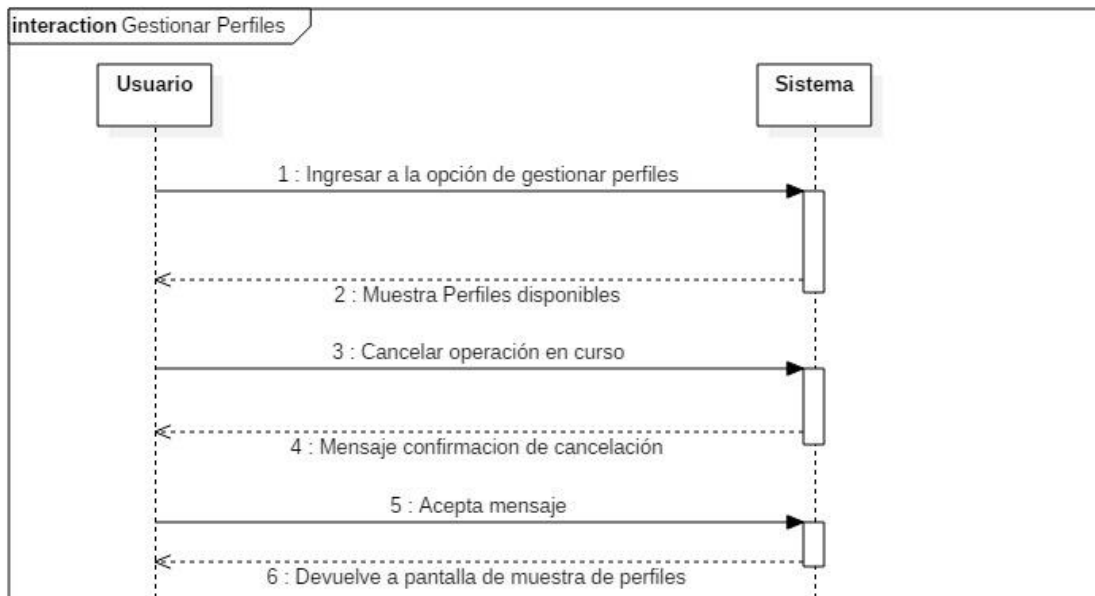 interaction Gestionar Perfiles
Usuario
Sistema
1 : Ingresar a la opción de gestionar perfiles
2 : Muestra Perfiles disponibles
3 : Cancelar operación en curso
4 : Mensaje confirmacion de cancelación
5 : Acepta mensaje
6 : Devuelve a pantalla de muestra de perfiles